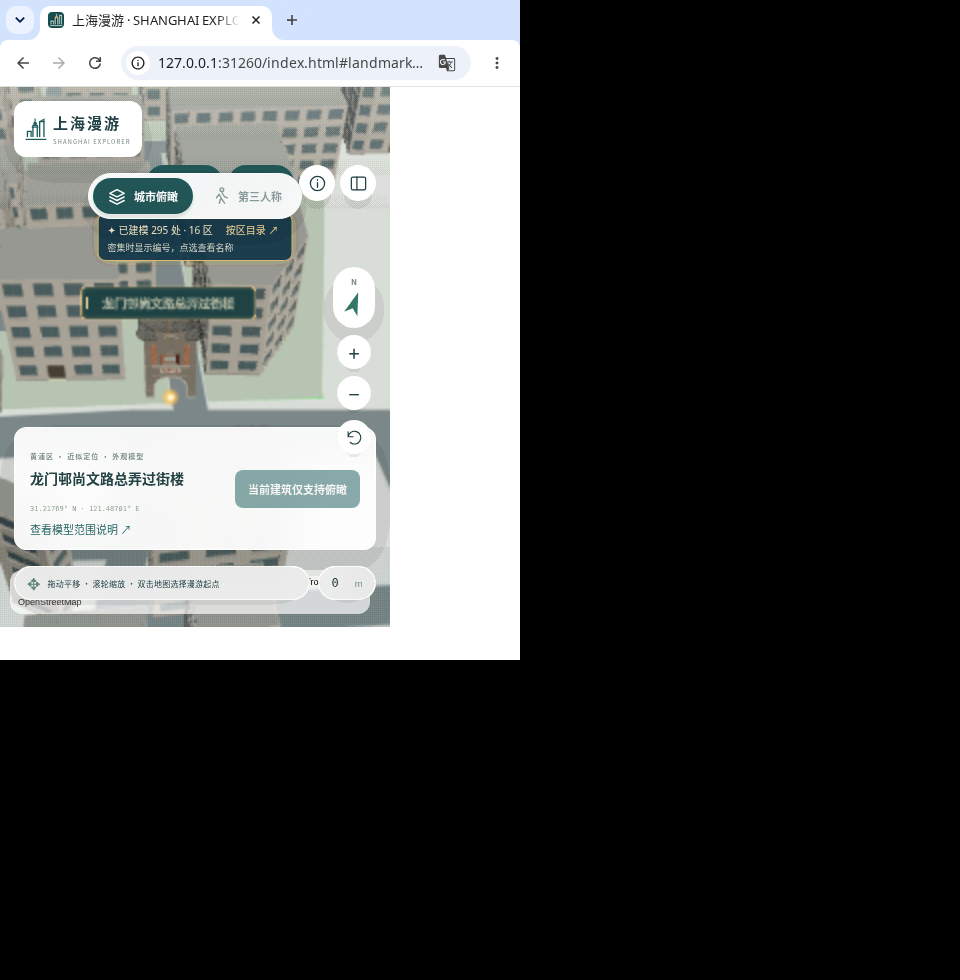 上海漫游 · SHANGHAI EXPLO
127.0.0.1:31260/index.html#landmark...
上海漫游
SHANGHAI EXPLORER
城市俯瞰
第三人称
✦ 已建模 295 处 · 16 区 按区目录 ↗
密集时显示编号，点选查看名称
N
龙门邨尚文路总弄过街楼
+
−
黄浦区 · 近似定位 · 外观模型
龙门邨尚文路总弄过街楼
当前建筑仅支持俯瞰
31.21769° N · 121.48781° E
查看模型范围说明 ↗
拖动平移 · 滚轮缩放 · 双击地图选择漫游起点
0 m
OpenStreetMap